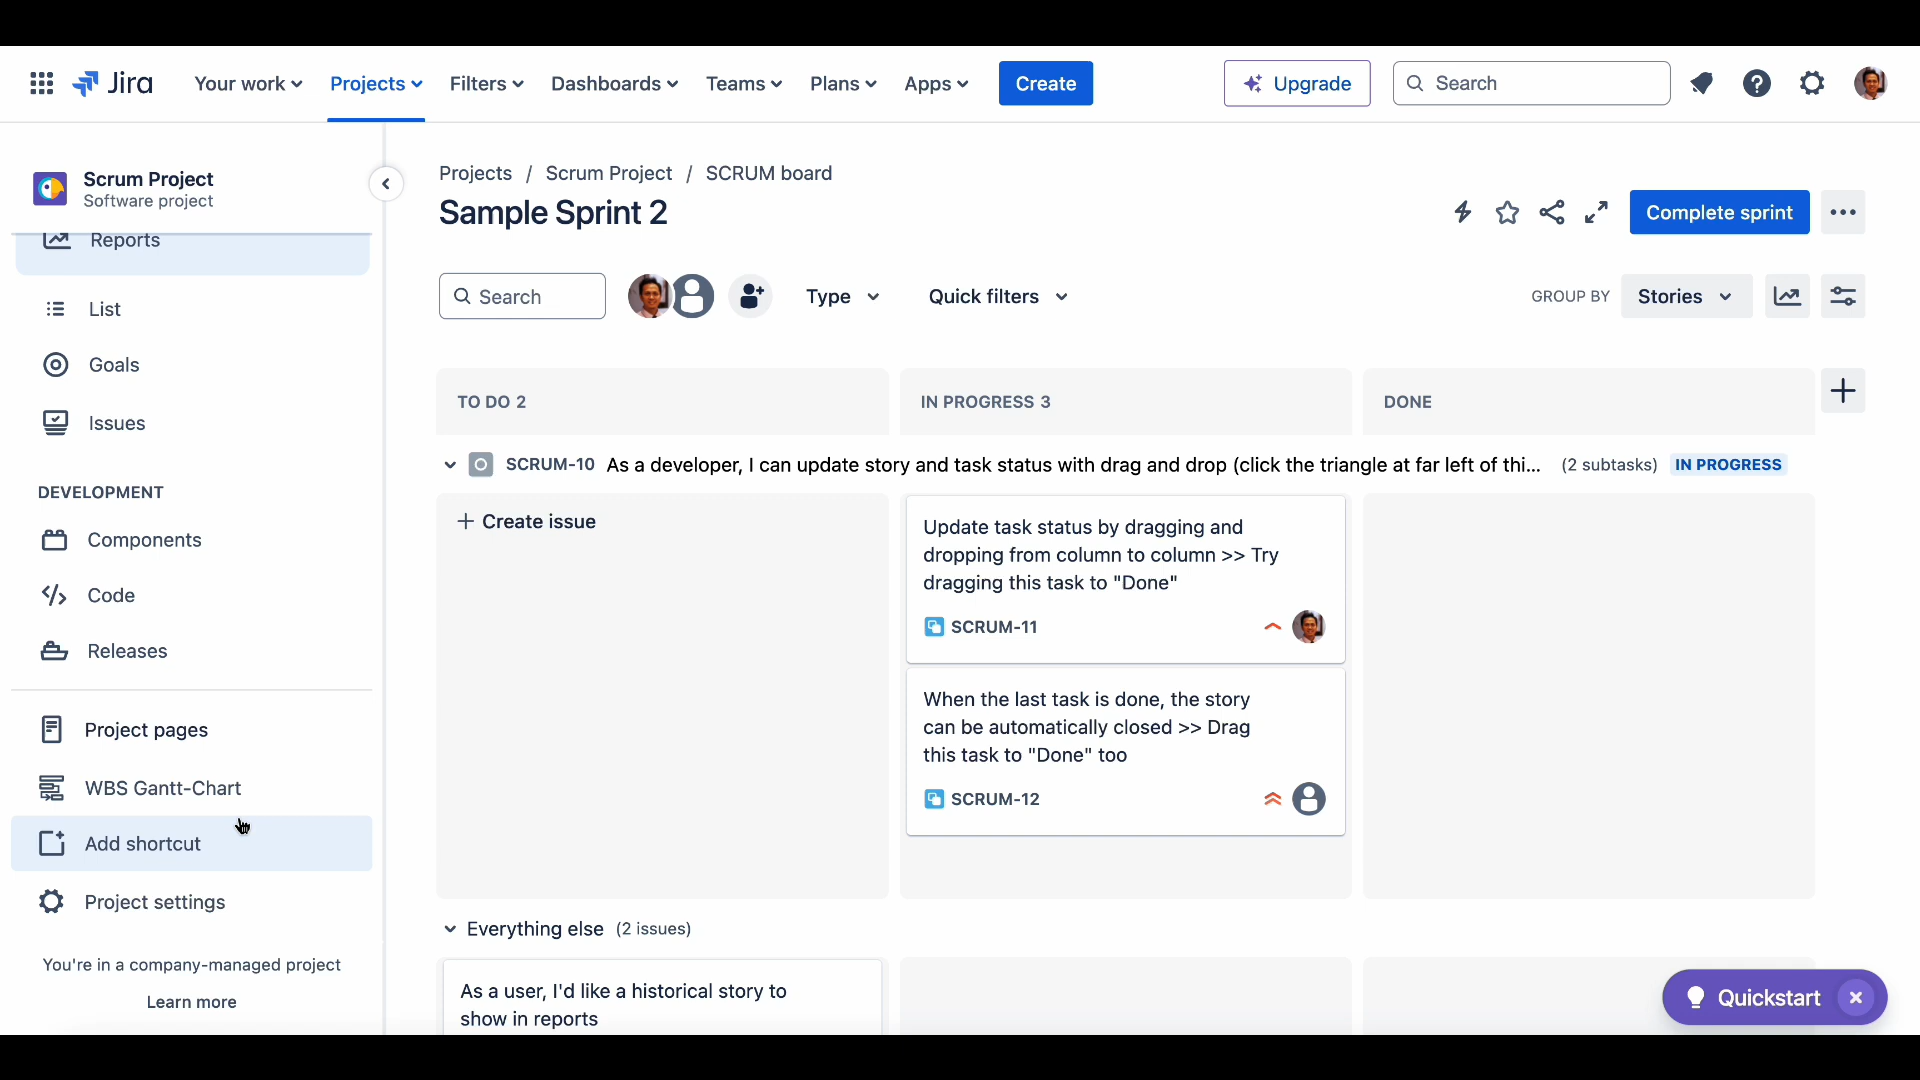 Jira
Your work
Projects
Filters
Dashboards
Teams
Plans
Apps
Create
Upgrade
Search
Scrum Project
Software project
Reports
List
Goals
Issues
DEVELOPMENT
Components
Code
Releases
Project pages
WBS Gantt-Chart
Add shortcut
Project settings
You're in a company-managed project
Learn more
Projects / Scrum Project / SCRUM board
Sample Sprint 2
Complete sprint
Search
Type
Quick filters
GROUP BY
Stories
TO DO 2
IN PROGRESS 3
DONE
SCRUM-10 As a developer, I can update story and task status with drag and drop (click the triangle at far left of thi... (2 subtasks) IN PROGRESS
+ Create issue
Update task status by dragging and
dropping from column to column >> Try
dragging this task to "Done"
SCRUM-11
When the last task is done, the story
can be automatically closed >> Drag
this task to "Done" too
SCRUM-12
Everything else (2 issues)
As a user, I'd like a historical story to
show in reports
Quickstart